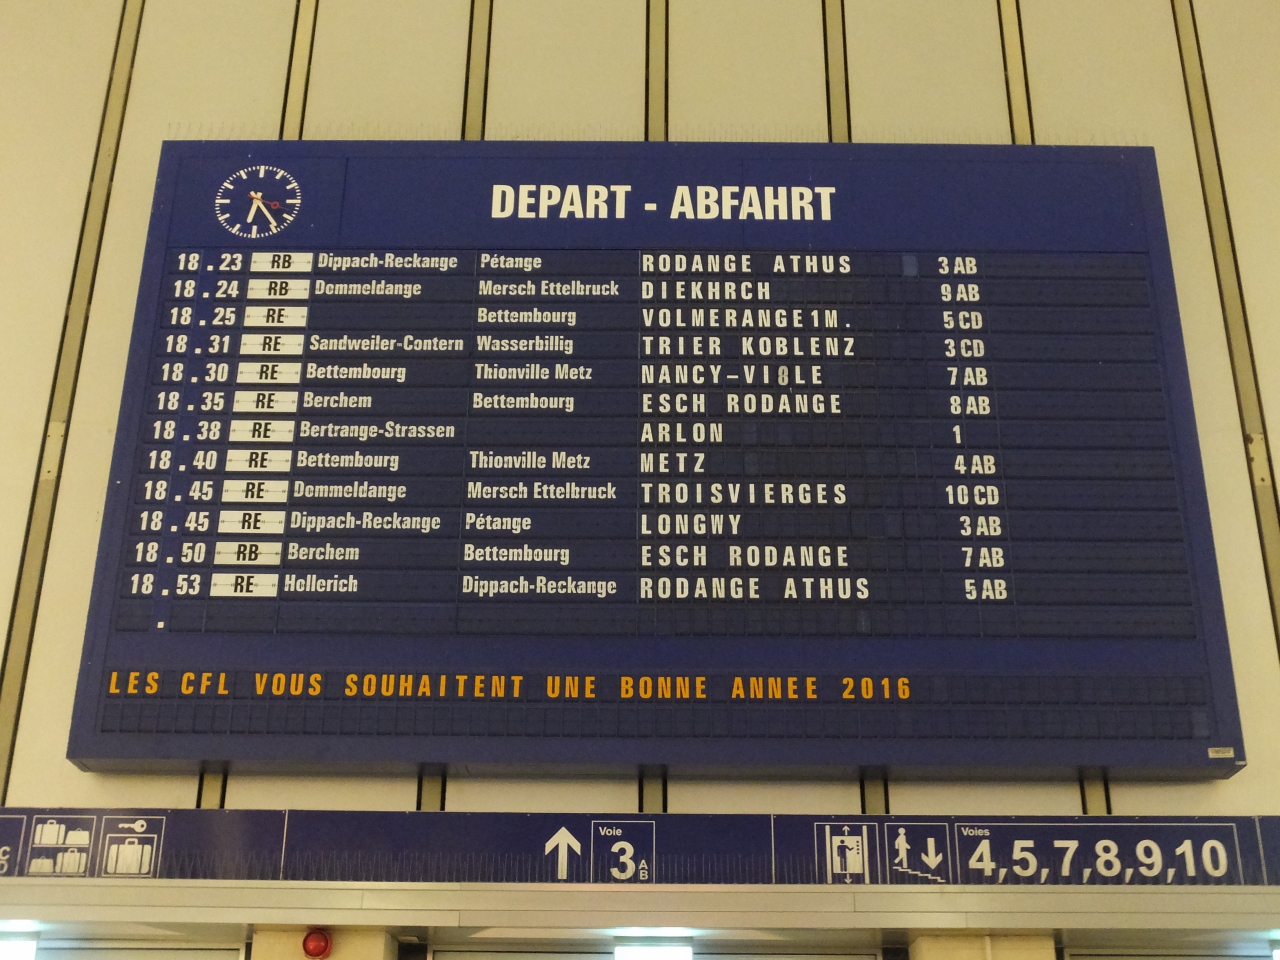 DEPART - ABFAHRT
18.23 RB Dippach-Reckange Pétange RODANGE ATHUS 3 AB
18.24 RB Dommeldange Mersch Ettelbruck DIEKHRCH 9 AB
18.25 RE Bettembourg VOLMERANGE1M. 5 CD
18.31 RE Sandweiler-Contern Wasserbillig TRIER KOBLENZ 3 CD
18.30 RE Bettembourg Thionville Metz NANCY-VI8LE 7 AB
18.35 RE Berchem Bettembourg ESCH RODANGE 8 AB
18.38 RE Bertrange-Strassen ARLON 1
18.40 RE Bettembourg Thionville Metz METZ 4 AB
18.45 RE Dommeldange Mersch Ettelbruck TROISVIERGES 10 CD
18.45 RE Dippach-Reckange Pétange LONGWY 3 AB
18.50 RB Berchem Bettembourg ESCH RODANGE 7 AB
18.53 RE Hollerich Dippach-Reckange RODANGE ATHUS 5 AB
.
LES CFL VOUS SOUHAITENT UNE BONNE ANNEE 2016
Voie 3 A B
Voies 4,5,7,8,9,10